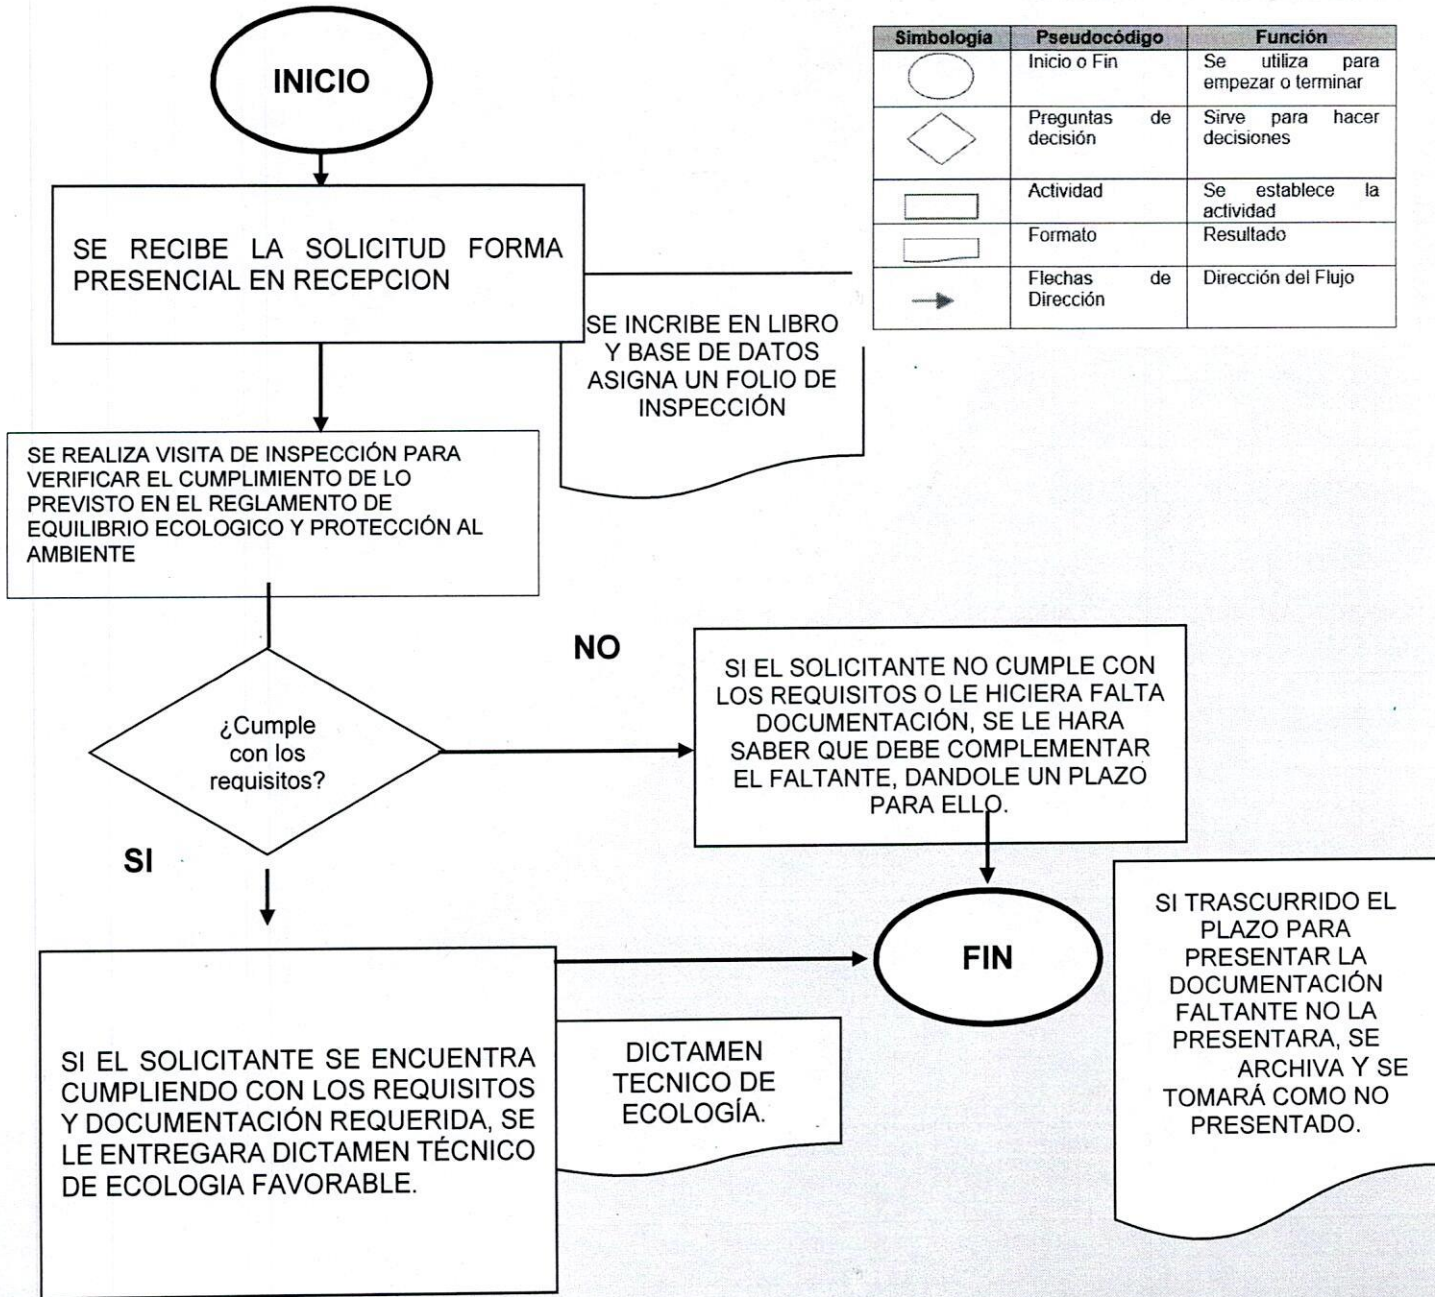 INICIO
Simbología Pseudocódigo Función
Inicio o Fin
Se utiliza para
empezar o terminar
Preguntas de
decisión
Sirve para hacer
decisiones
Actividad
Se establece la
actividad
Formato
Resultado
Flechas de
Dirección
Dirección del Flujo
SE RECIBE LA SOLICITUD FORMA
PRESENCIAL EN RECEPCION
SE INCRIBE EN LIBRO
Y BASE DE DATOS
ASIGNA UN FOLIO DE
INSPECCIÓN
SE REALIZA VISITA DE INSPECCIÓN PARA
VERIFICAR EL CUMPLIMIENTO DE LO
PREVISTO EN EL REGLAMENTO DE
EQUILIBRIO ECOLOGICO Y PROTECCIÓN AL
AMBIENTE
¿Cumple
con los
requisitos?
NO
SI EL SOLICITANTE NO CUMPLE CON
LOS REQUISITOS O LE HICIERA FALTA
DOCUMENTACIÓN, SE LE HARA
SABER QUE DEBE COMPLEMENTAR
EL FALTANTE, DANDOLE UN PLAZO
PARA ELLO.
SI
FIN
SI TRASCURRIDO EL
PLAZO PARA
PRESENTAR LA
DOCUMENTACIÓN
FALTANTE NO LA
PRESENTARA, SE
ARCHIVA Y SE
TOMARÁ COMO NO
PRESENTADO.
SI EL SOLICITANTE SE ENCUENTRA
CUMPLIENDO CON LOS REQUISITOS
Y DOCUMENTACIÓN REQUERIDA, SE
LE ENTREGARA DICTAMEN TÉCNICO
DE ECOLOGIA FAVORABLE.
DICTAMEN
TECNICO DE
ECOLOGÍA.